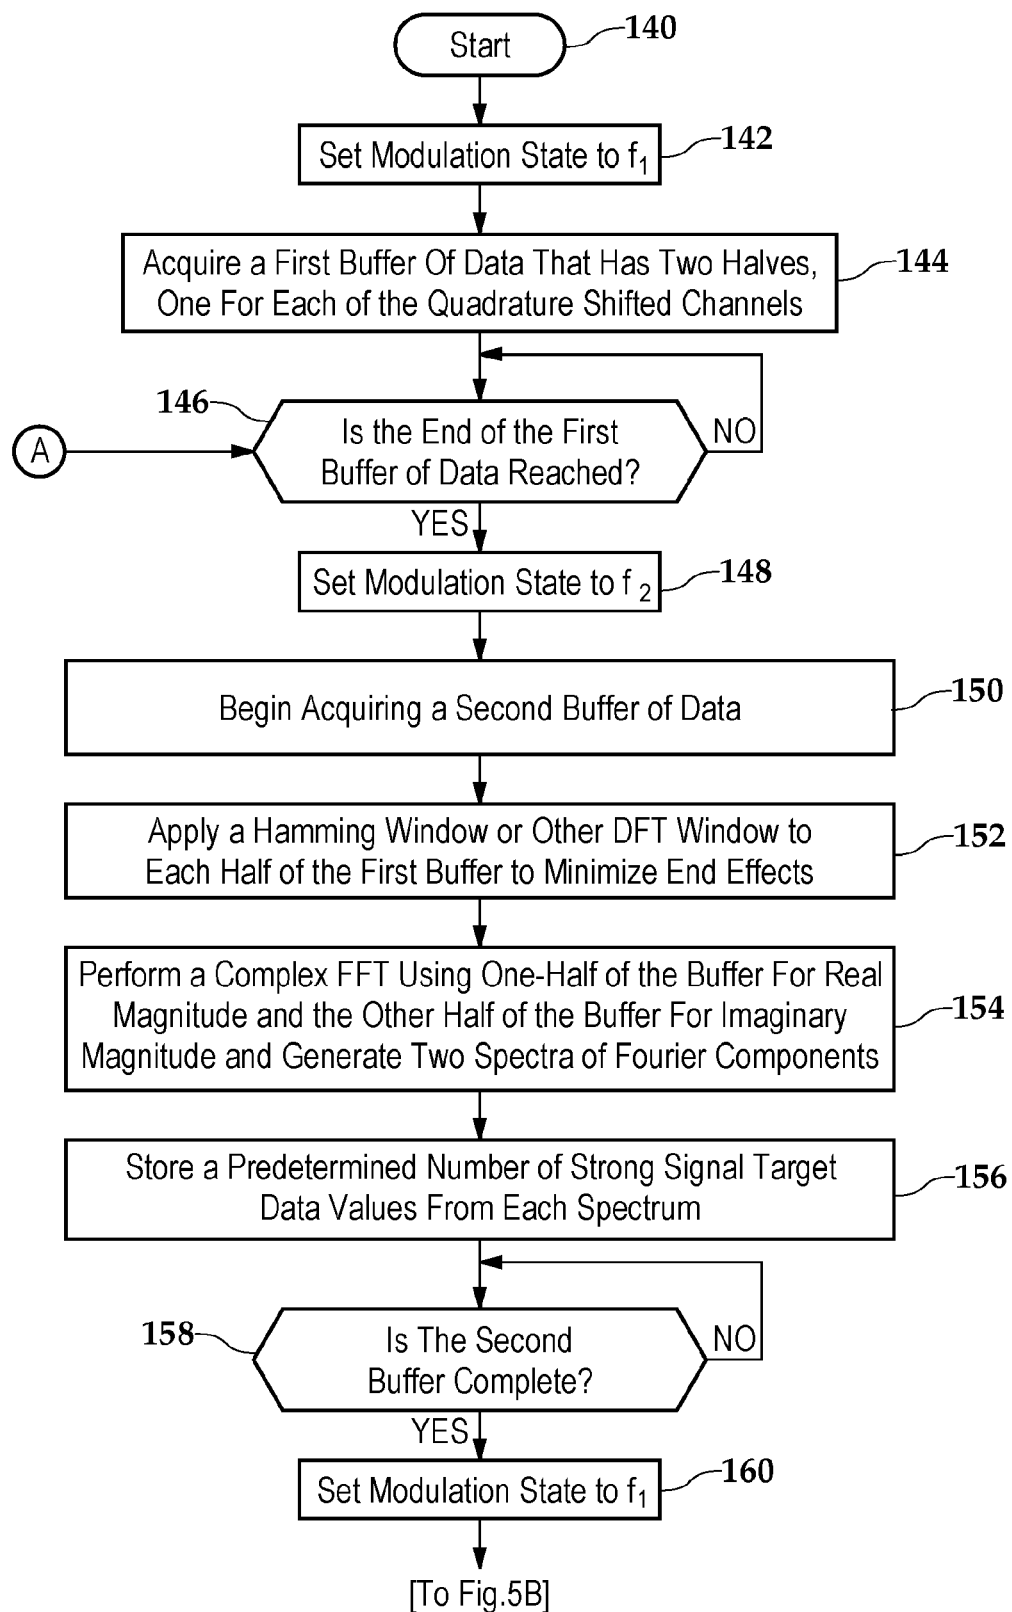 Start
140
Set Modulation State to f1
142
Acquire a First Buffer Of Data That Has Two Halves,
One For Each of the Quadrature Shifted Channels
144
146
A
Is the End of the First
Buffer of Data Reached?
NO
YES
Set Modulation State to f 2
148
Begin Acquiring a Second Buffer of Data
150
Apply a Hamming Window or Other DFT Window to
Each Half of the First Buffer to Minimize End Effects
152
Perform a Complex FFT Using One-Half of the Buffer For Real
Magnitude and the Other Half of the Buffer For Imaginary
Magnitude and Generate Two Spectra of Fourier Components
154
Store a Predetermined Number of Strong Signal Target
Data Values From Each Spectrum
156
158
Is The Second
Buffer Complete?
NO
YES
Set Modulation State to f1
160
[To Fig.5B]